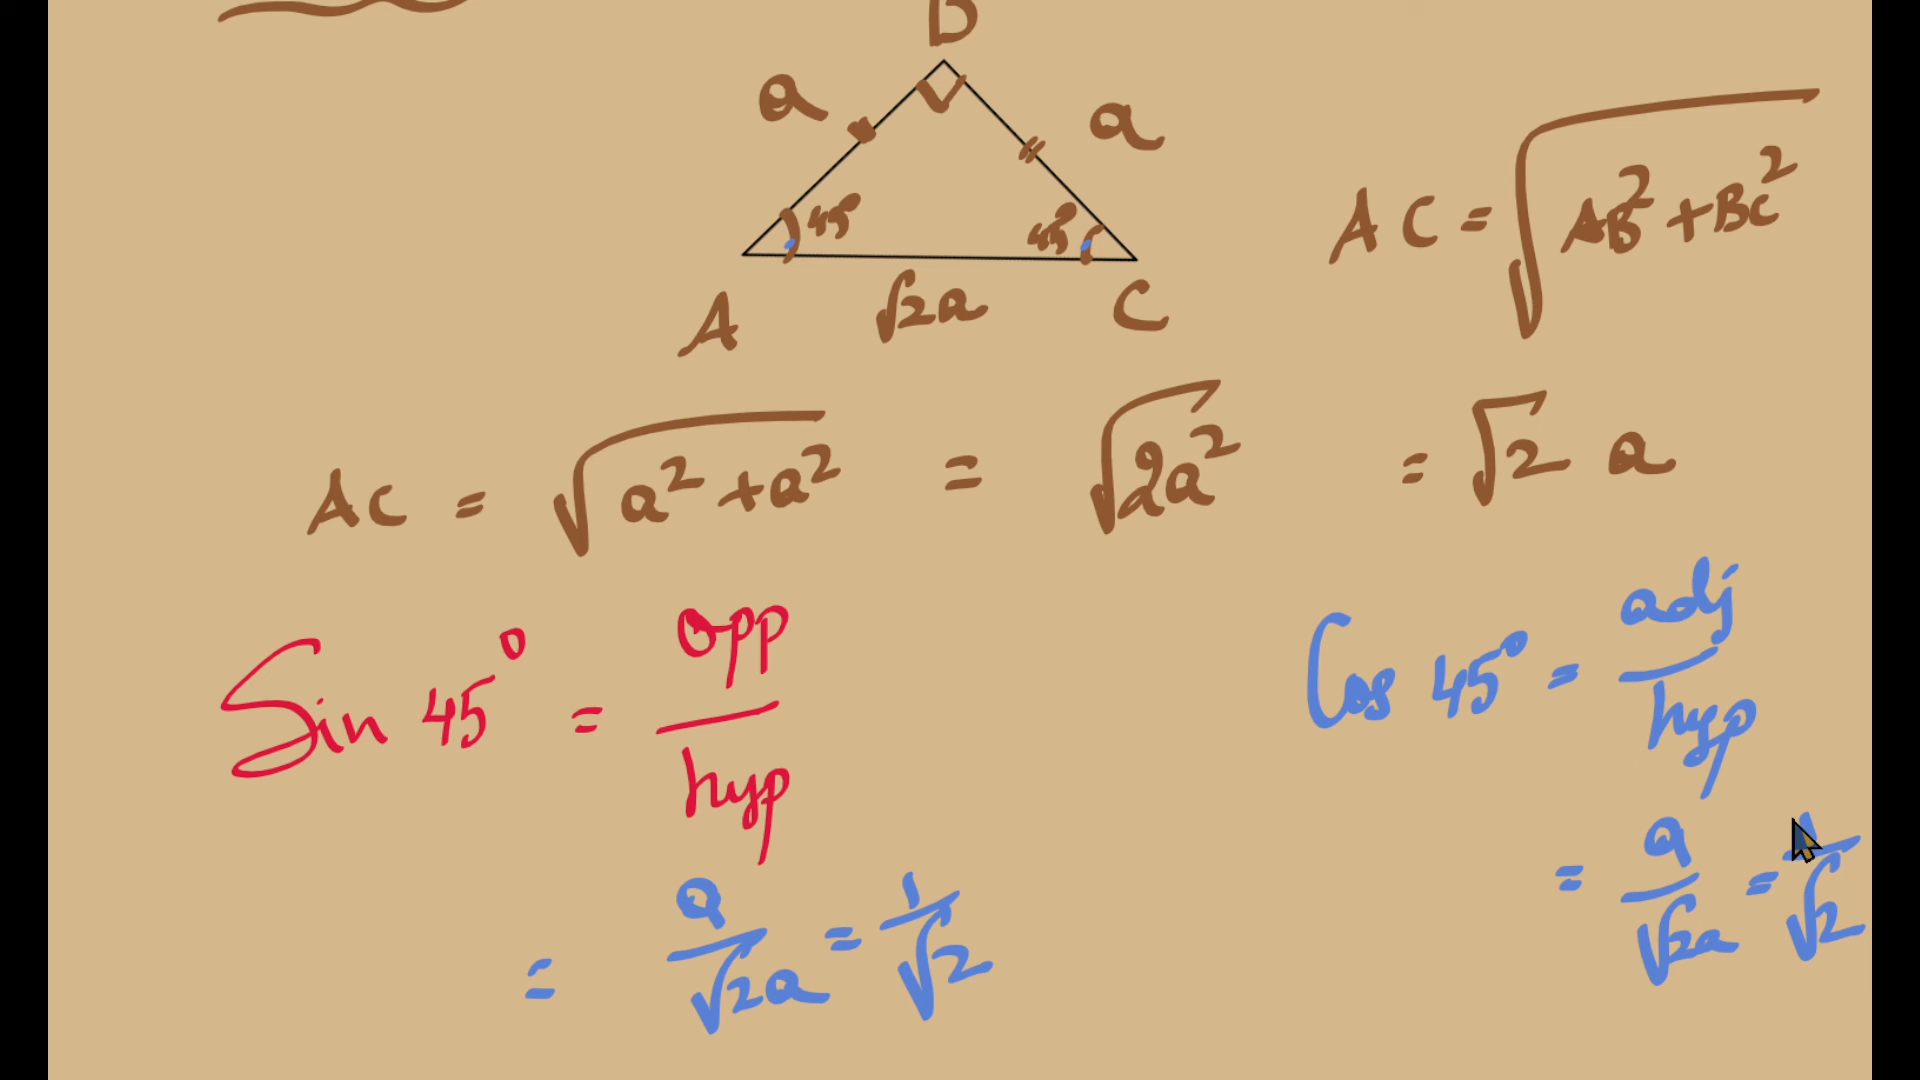 B
a a
45° 45°
A √2a C
AC = √AB² + BC²
AC = √a² + a² = √2a² = √2 a
Sin 45° = opp/hyp
Cos 45° = adj/hyp
= a/√2a = 1/√2
= a/√2a = 1/√2